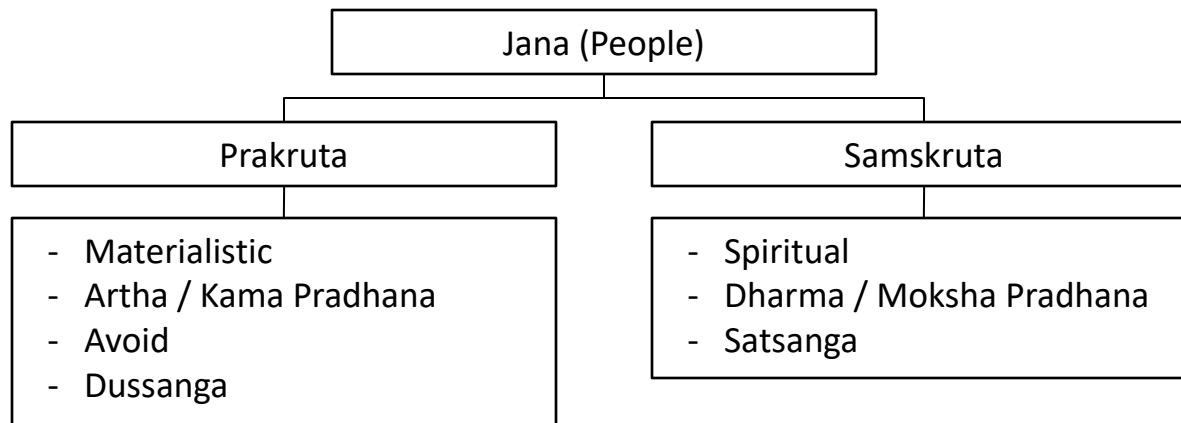 Jana (People)
Prakruta
Samskruta
- Materialistic
- Artha / Kama Pradhana
- Avoid
- Dussanga
- Spiritual
- Dharma / Moksha Pradhana
- Satsanga